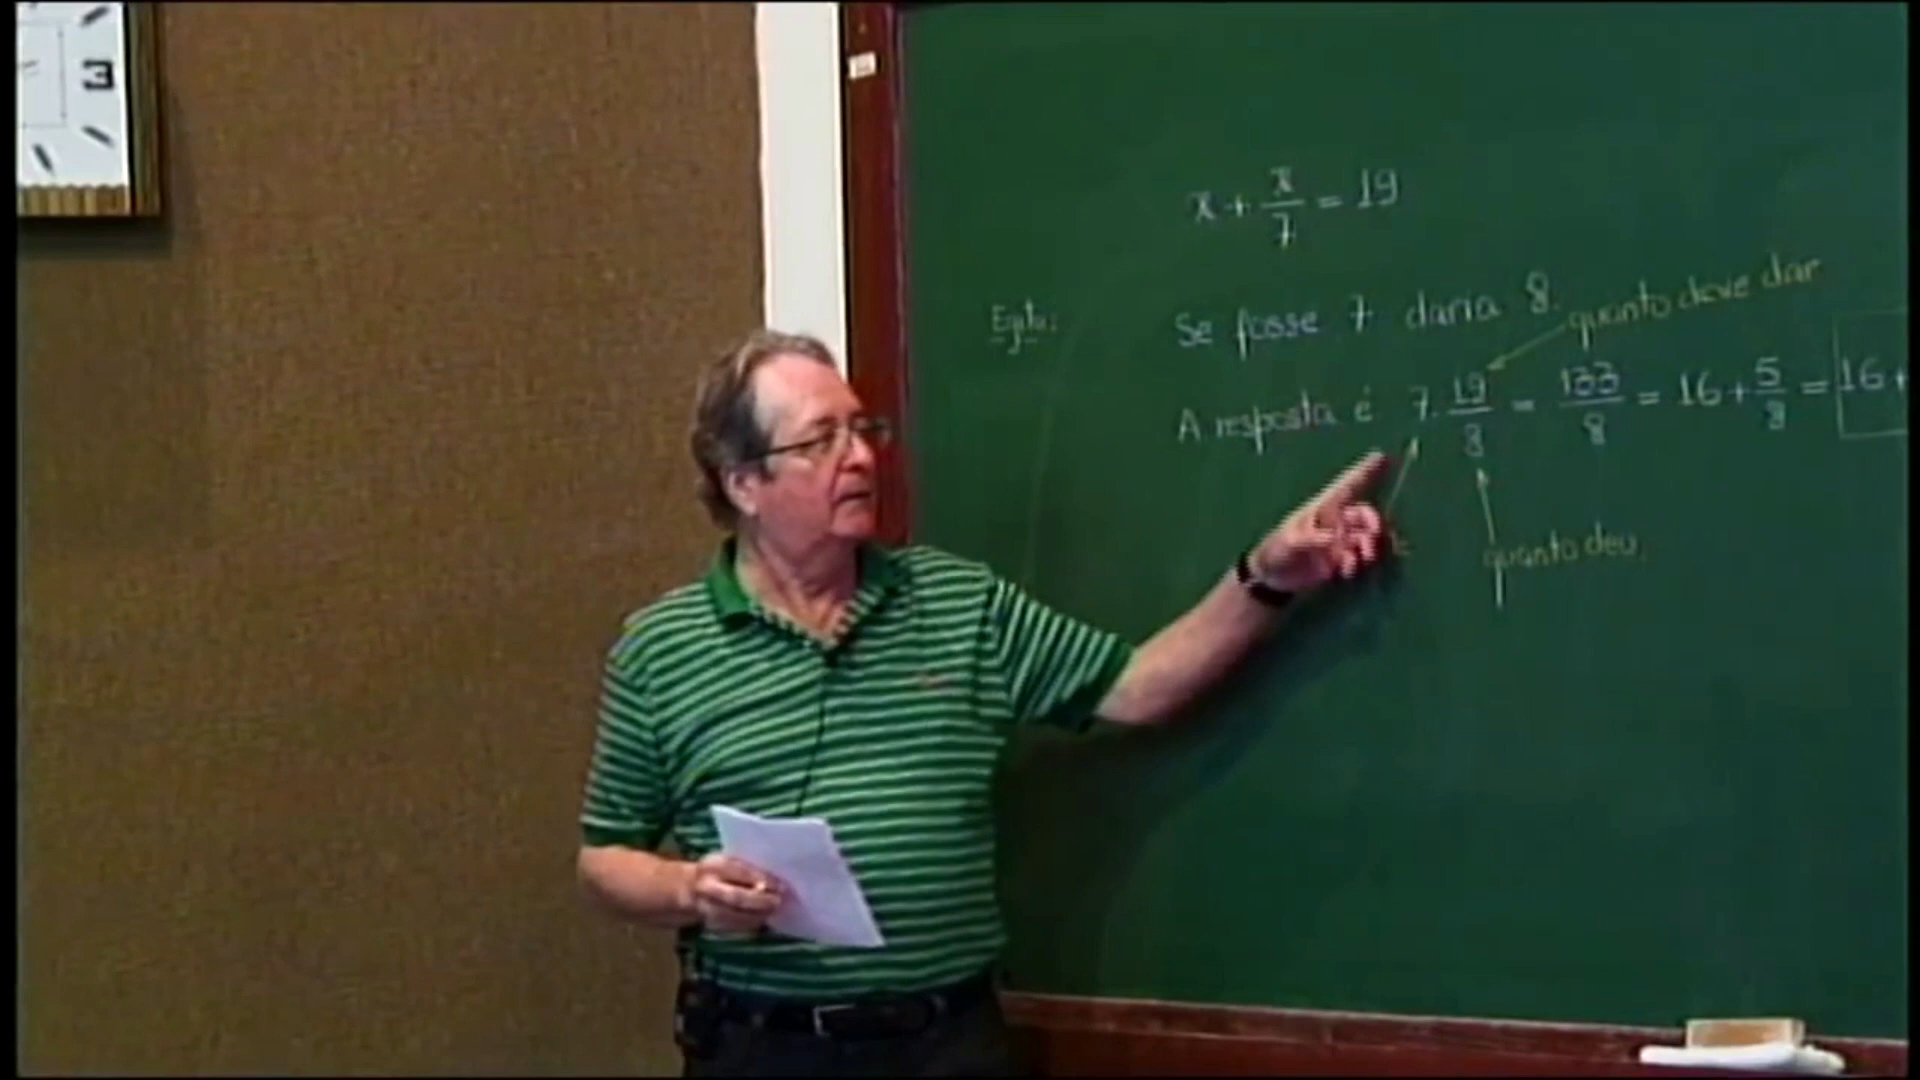 3
x + x/7 = 19
Egito:
Se fosse 7 daria 8.
quanto deve dar
A resposta é 7 . 19/8 = 133/8 = 16 + 5/8 = 16 +
quanto deu.